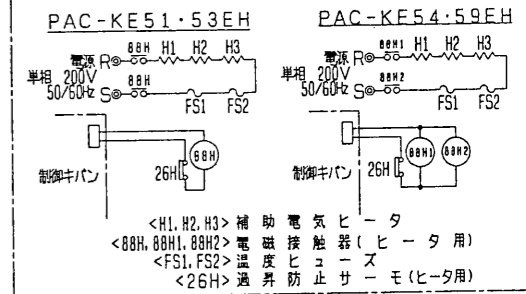 PAC-KE51・53EH
PAC-KE54・59EH
88H H1 H2 H3
電源 R
単相 200V
50/60Hz S
88H
FS1 FS2
88H1 H1 H2 H3
電源 R
単相 200V
50/60Hz S
88H2
FS1 FS2
制御キバン
26H
88H
制御キバン
26H
88H1
88H2
<H1,H2,H3> 補助電気ヒータ
<88H,88H1,88H2> 電磁接触器(ヒータ用)
<FS1,FS2> 温度ヒューズ
<26H> 過昇防止サーモ(ヒータ用)